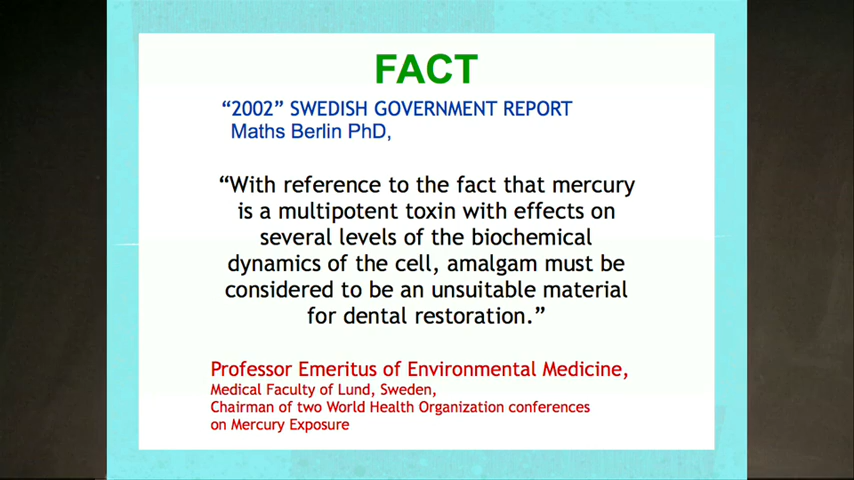 FACT
“2002” SWEDISH GOVERNMENT REPORT
Maths Berlin PhD,
“With reference to the fact that mercury
is a multipotent toxin with effects on
several levels of the biochemical
dynamics of the cell, amalgam must be
considered to be an unsuitable material
for dental restoration.”
Professor Emeritus of Environmental Medicine,
Medical Faculty of Lund, Sweden,
Chairman of two World Health Organization conferences
on Mercury Exposure